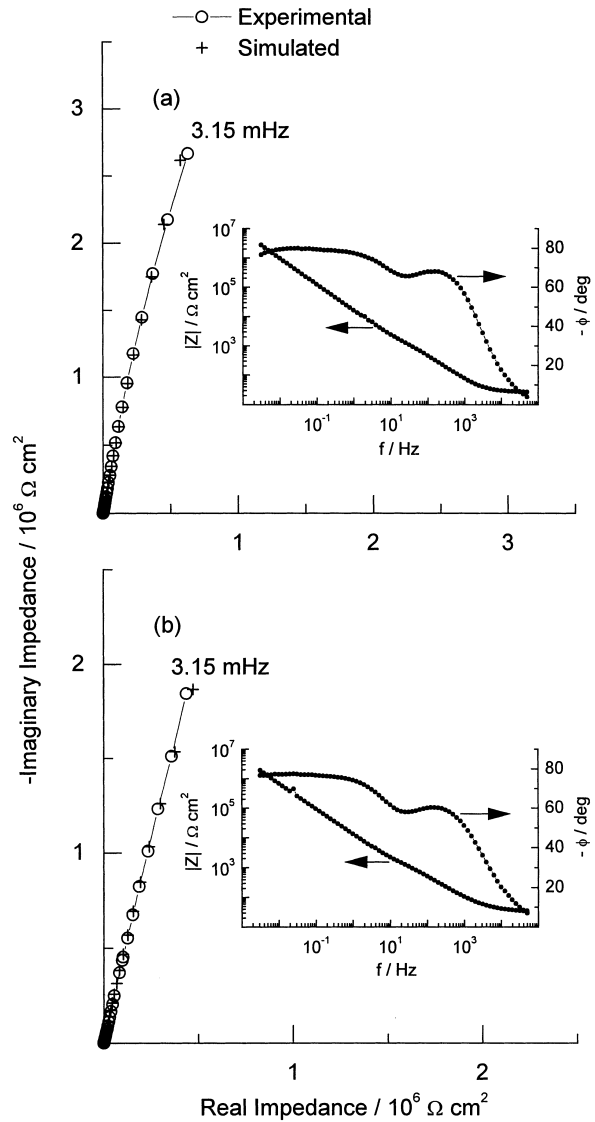 Experimental
Simulated
(a)
3.15 mHz
3
2
1
1 2 3
10^7
10^5
10^3
10^-1 10^1 10^3
80
60
40
20
|Z| / Ω cm^2
- ϕ / deg
f / Hz
-Imaginary Impedance / 10^6 Ω cm^2
(b)
3.15 mHz
2
1
1 2
10^7
10^5
10^3
10^-1 10^1 10^3
80
60
40
20
|Z| / Ω cm^2
- ϕ / deg
f / Hz
Real Impedance / 10^6 Ω cm^2